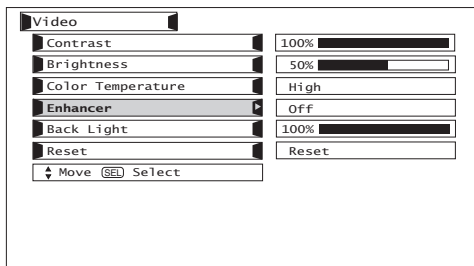 Video
Contrast 100%
Brightness 50%
Color Temperature High
Enhancer Off
Back Light 100%
Reset Reset
Move SEL Select